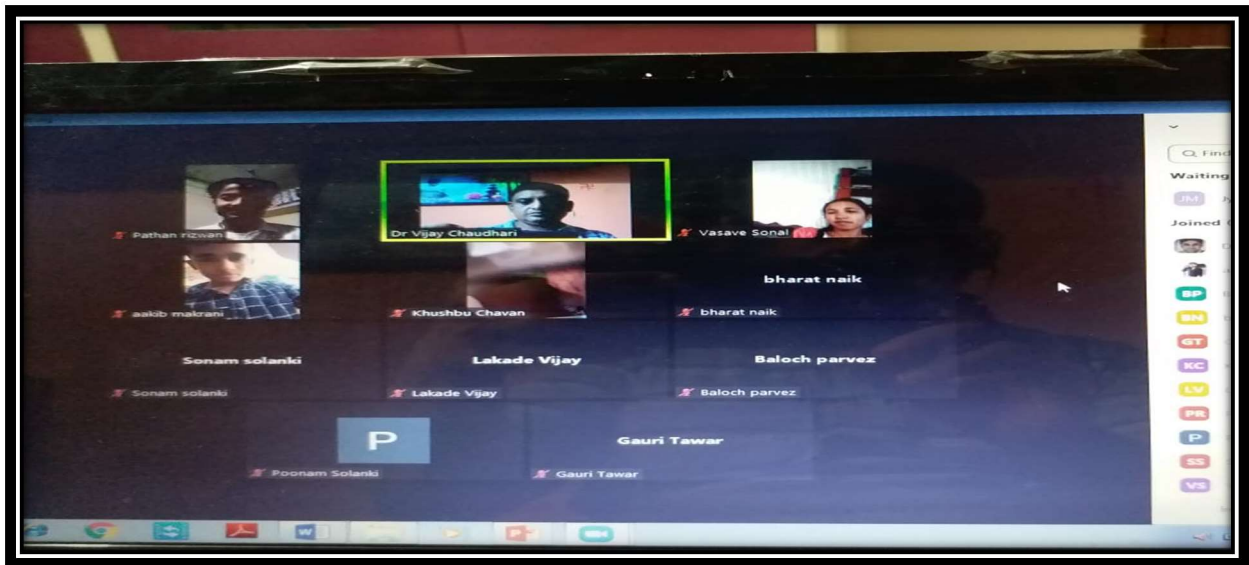 Find
Waiting
JM
Joined
Pathan rizwan
Dr Vijay Chaudhari
Vasave Sonal
aakib makrani
Khushbu Chavan
bharat naik
bharat naik
Sonam solanki
Lakade Vijay
Baloch parvez
Sonam solanki
Lakade Vijay
Baloch parvez
P
Gauri Tawar
Poonam Solanki
Gauri Tawar
BP
BN
GT
KC
LV
PR
P
SS
VS
W
P